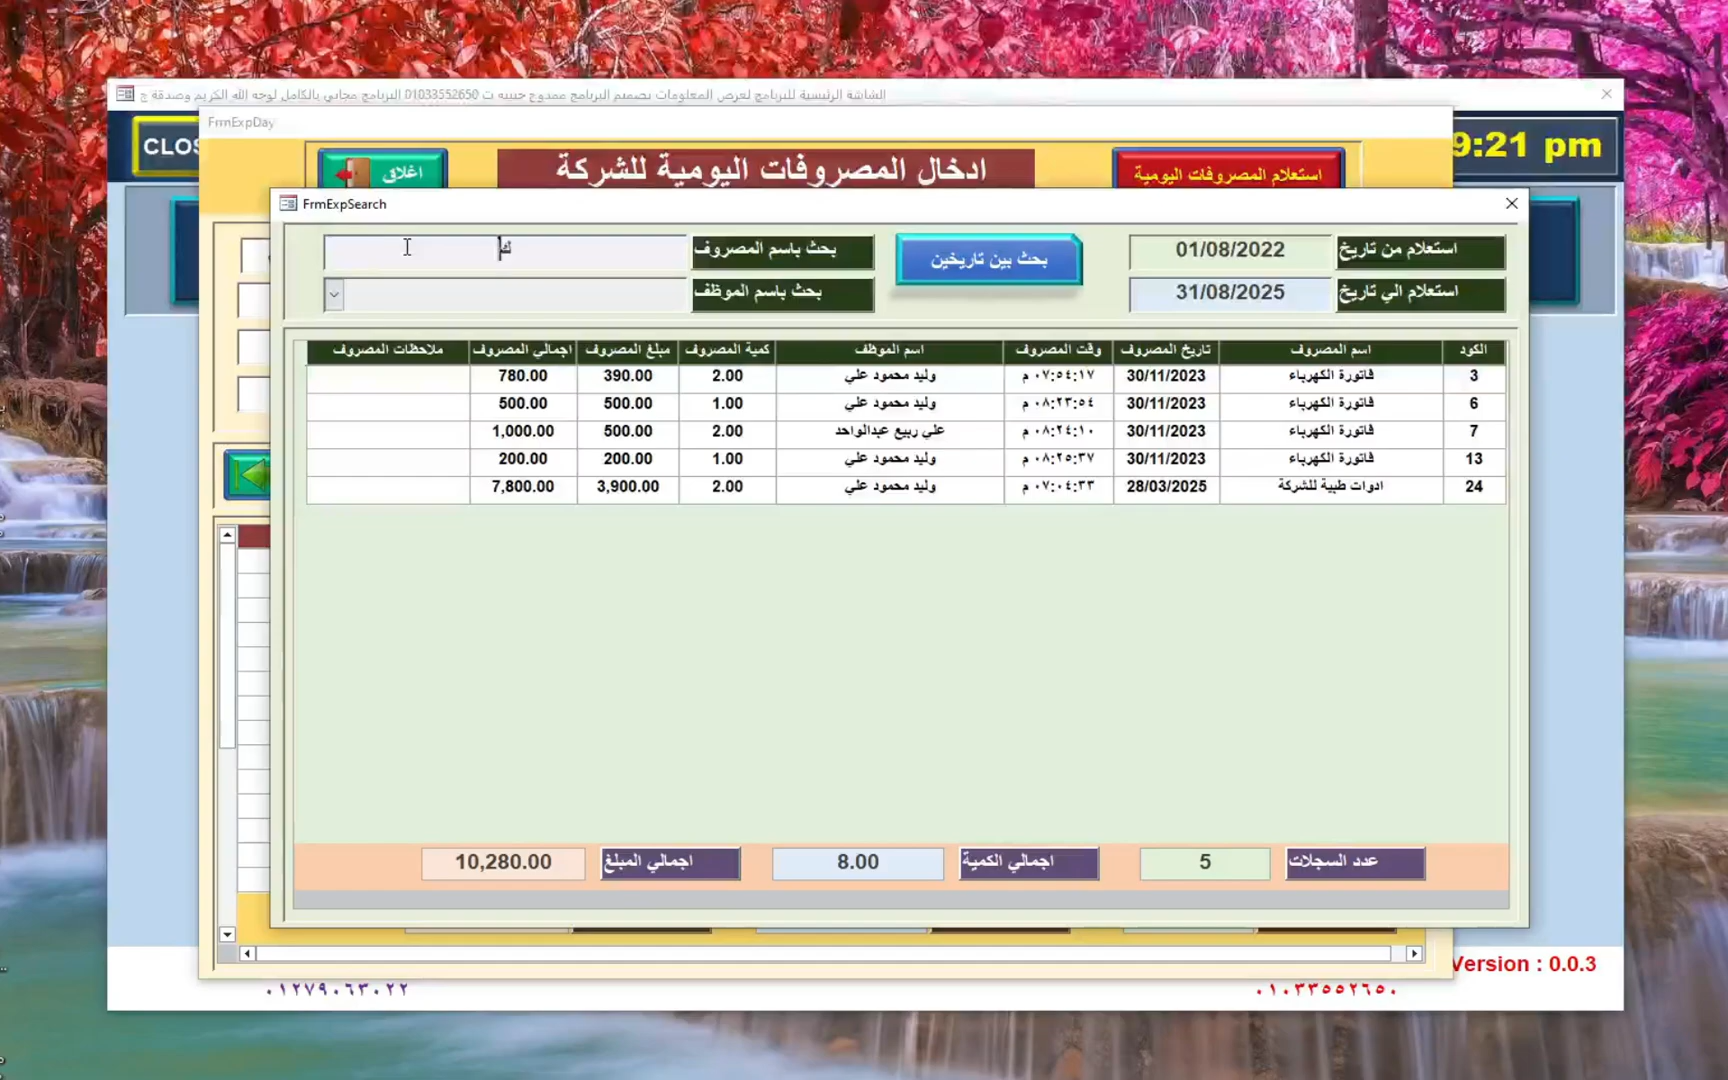 الشاشة الرئيسية للبرنامج لعرض المعلومات تصميم البرنامج ممدوح حبيبه ت 01033552650 البرنامج مجاني بالكامل لوجه الله الكريم وصدقة ج
CLOS
9:21 pm
FrmExpDay
استعلام المصروفات اليومية
ادخال المصروفات اليومية للشركة
اغلاق
FrmExpSearch
استعلام من تاريخ
01/08/2022
بحث بين تاريخين
بحث باسم المصروف
ك
استعلام الي تاريخ
31/08/2025
بحث باسم الموظف
الكود اسم المصروف تاريخ المصروف وقت المصروف اسم الموظف كمية المصروف مبلغ المصروف اجمالي المصروف ملاحظات المصروف
3 فاتورة الكهرباء 30/11/2023 ٠٧:٥٤:١٧ م وليد محمود علي 2.00 390.00 780.00
6 فاتورة الكهرباء 30/11/2023 ٠٨:٢٣:٥٤ م وليد محمود علي 1.00 500.00 500.00
7 فاتورة الكهرباء 30/11/2023 ٠٨:٢٤:١٠ م علي ربيع عبدالواحد 2.00 500.00 1,000.00
13 فاتورة الكهرباء 30/11/2023 ٠٨:٢٥:٣٧ م وليد محمود علي 1.00 200.00 200.00
24 ادوات طبية للشركة 28/03/2025 ٠٧:٠٤:٣٣ م وليد محمود علي 2.00 3,900.00 7,800.00
عدد السجلات 5 اجمالي الكمية 8.00 اجمالي المبلغ 10,280.00
Version : 0.0.3
٠١٠٣٣٥٥٢٦٥٠
٠١٢٧٩٠٦٣٠٢٢